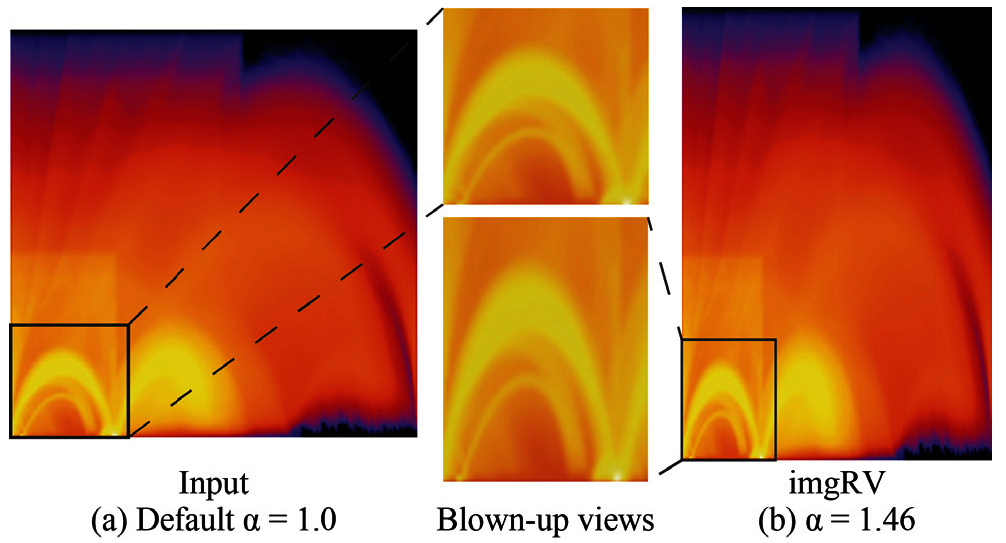 Input
(a) Default α = 1.0
Blown-up views
imgRV
(b) α = 1.46